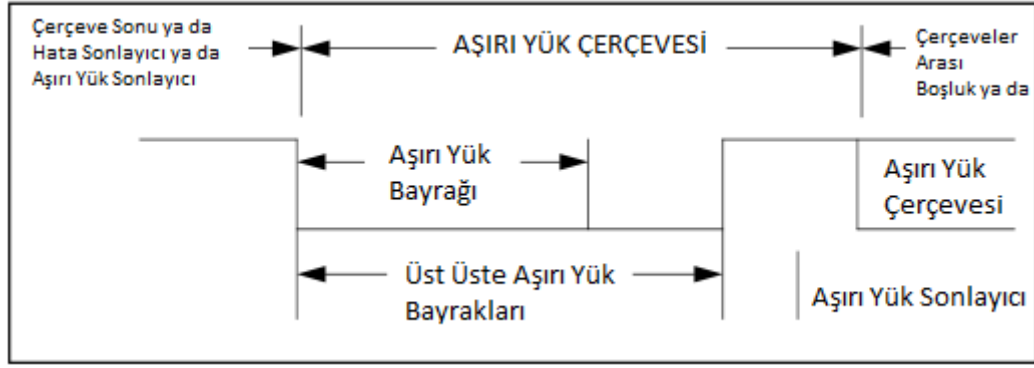 Çerçeve Sonu ya da
Hata Sonlayıcı ya da
Aşırı Yük Sonlayıcı
AŞIRI YÜK ÇERÇEVESİ
Çerçeveler
Arası
Boşluk ya da
Aşırı Yük
Bayrağı
Aşırı Yük
Çerçevesi
Üst Üste Aşırı Yük
Bayrakları
Aşırı Yük Sonlayıcı